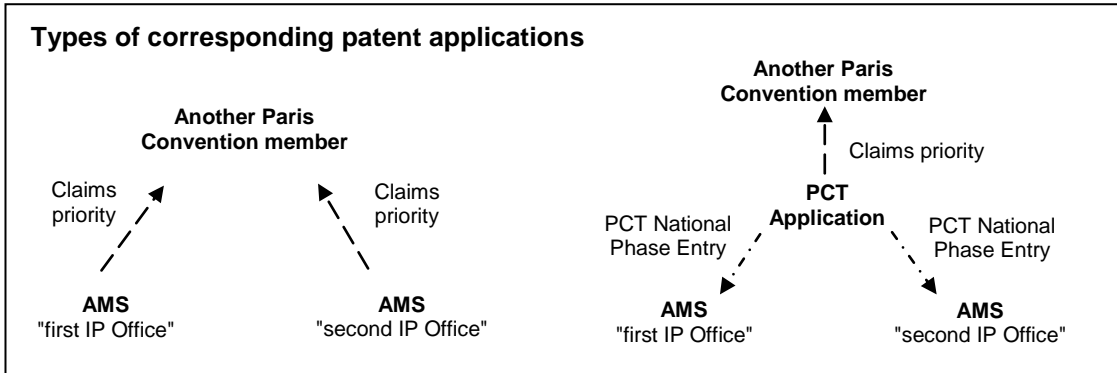 Types of corresponding patent applications
Another Paris
Convention member
Claims
priority
Claims
priority
AMS
"first IP Office"
AMS
"second IP Office"
Another Paris
Convention member
Claims priority
PCT
Application
PCT National
Phase Entry
PCT National
Phase Entry
AMS
"first IP Office"
AMS
"second IP Office"